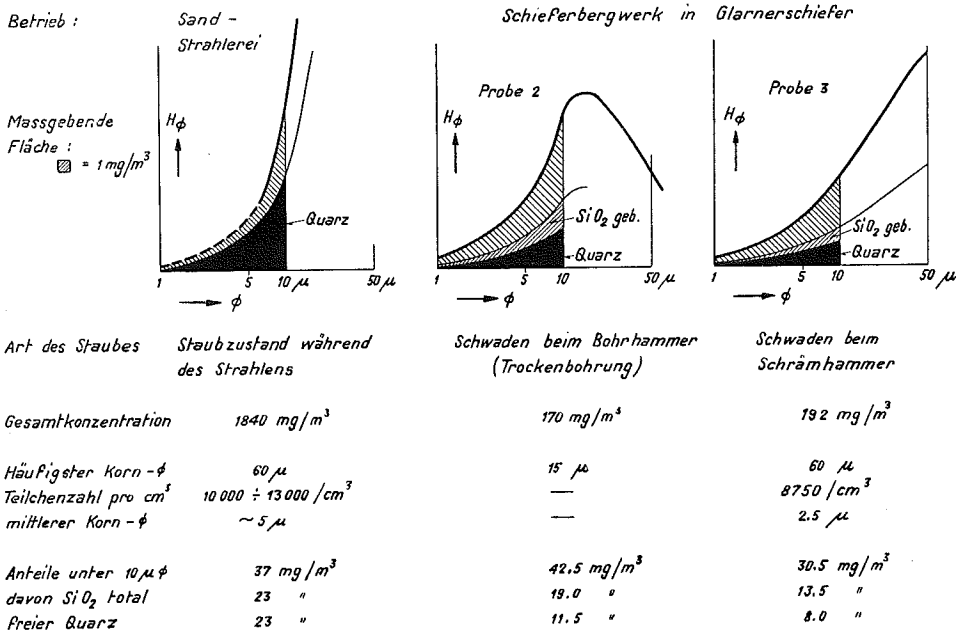 Betrieb : Sand - Strahlerei Schieferbergwerk in Glarnerschiefer
Massgebende Fläche :
= 1 mg/m³
HΦ
Quarz
1 5 10 μ 50 μ
Φ
Probe 2
HΦ
SiO₂ geb.
Quarz
1 5 10 50 μ
Φ
Probe 3
HΦ
SiO₂ geb.
Quarz
1 5 10 50 μ
Φ
Art des Staubes Staubzustand während des Strahlens Schwaden beim Bohrhammer (Trockenbohrung) Schwaden beim Schrämhammer
Gesamtkonzentration 1840 mg/m³ 170 mg/m³ 192 mg/m³
Häufigster Korn-Φ 60 μ 15 μ 60 μ
Teilchenzahl pro cm³ 10 000 ÷ 13 000 /cm³ — 8750 /cm³
mittlerer Korn-Φ ~ 5 μ — 2.5 μ
Anteile unter 10 μ Φ 37 mg/m³ 42,5 mg/m³ 30.5 mg/m³
davon SiO₂ total 23 " 19.0 " 13.5 "
freier Quarz 23 " 11.5 " 8.0 "